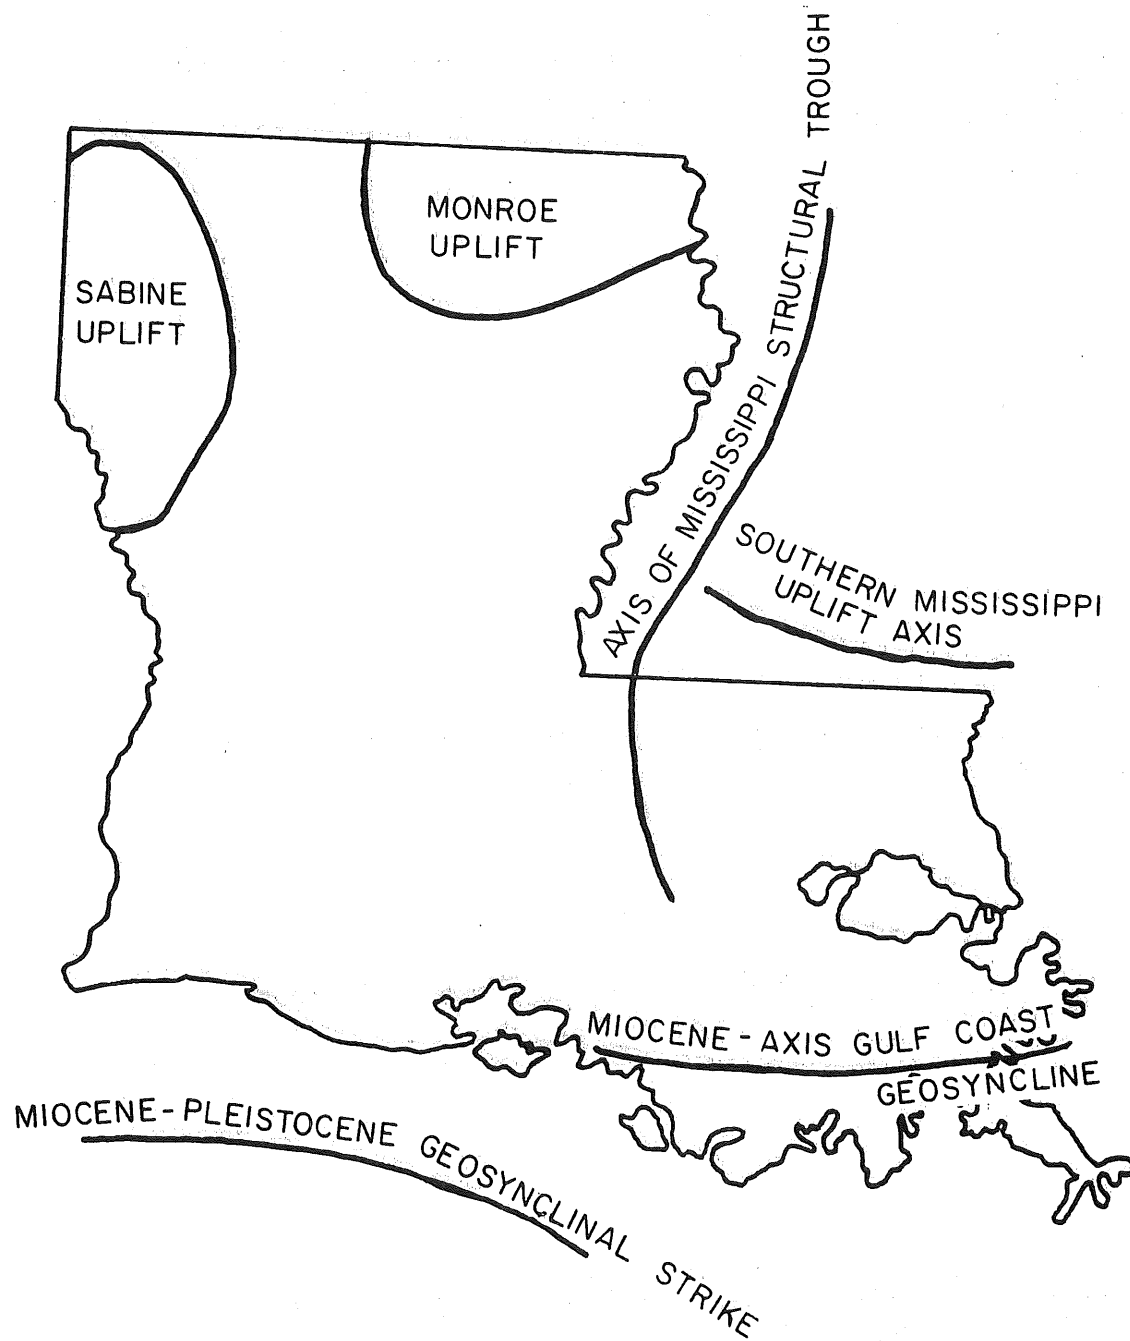 AXIS OF MISSISSIPPI STRUCTURAL TROUGH
MONROE
UPLIFT
SABINE
UPLIFT
SOUTHERN MISSISSIPPI
UPLIFT AXIS
MIOCENE-AXIS GULF COAST
GEOSYNCLINE
MIOCENE-PLEISTOCENE GEOSYNCLINAL STRIKE